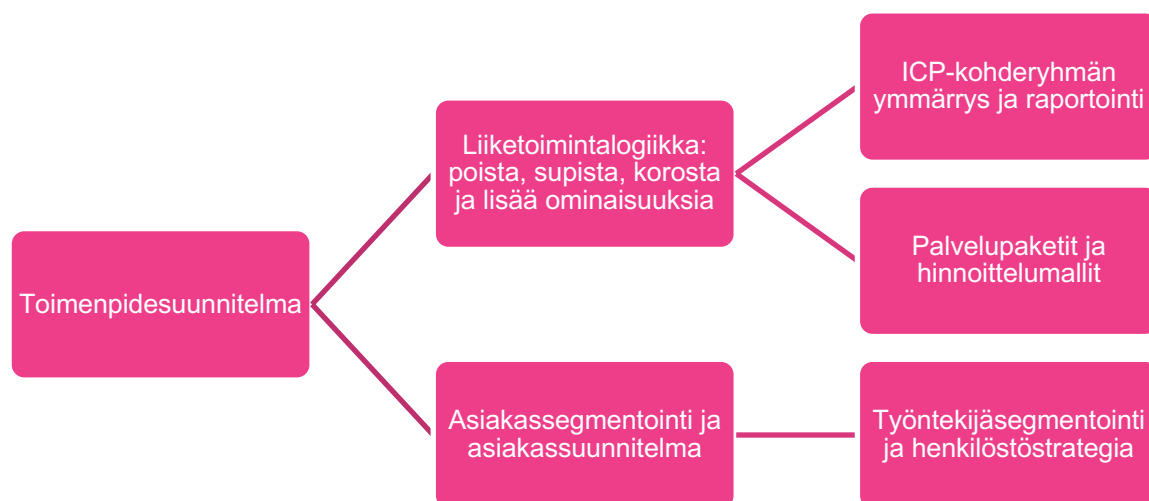 ICP-kohderyhmän
ymmärrys ja raportointi
Liiketoimintalogiikka:
poista, supista, korosta
ja lisää ominaisuuksia
Palvelupaketit ja
hinnoittelumallit
Toimenpidesuunnitelma
Asiakassegmentointi ja
asiakassuunnitelma
Työntekijäsegmentointi
ja henkilöstöstrategia